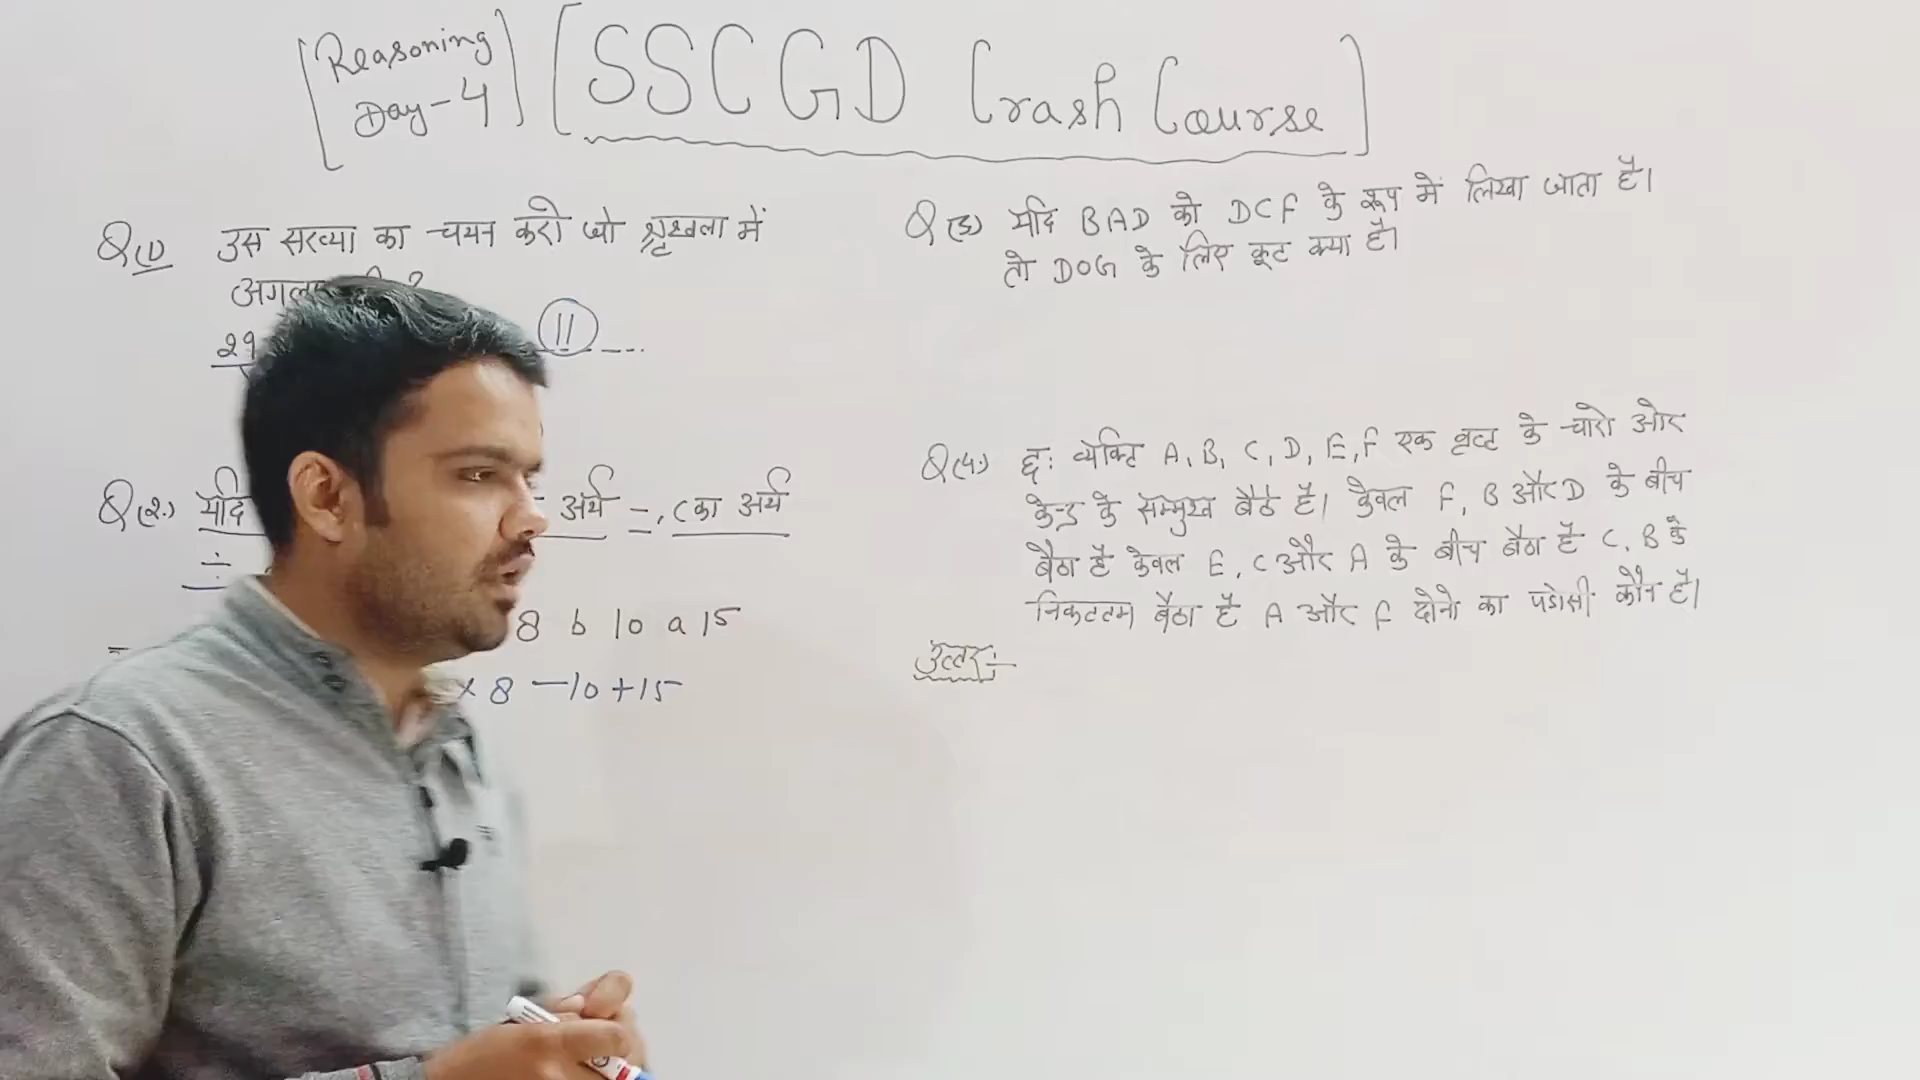 Reasoning
Day-4
SSCGD Crash Course
Q(1) उस सख्या का चयन करो जो श्रृखला में
29 11 ---
Q(2.) यदि अर्थ -, c का अर्थ
÷
8 b 10 a 15
× 8 - 10 + 15
Q(3) यदि BAD को DCF के रूप में लिखा जाता है।
तो DOG के लिए कूट क्या है।
Q(4.) छः व्यक्ति A, B, C, D, E, F एक वृत्त के चारो ओर
केन्द्र के सम्मुख बैठे है। केवल F, B और D के बीच
बैठा है केवल E, C और A के बीच बैठा है C, B के
निकटतम बैठा है A और F दोनो का पडोसी कौन है।
उत्तर:-